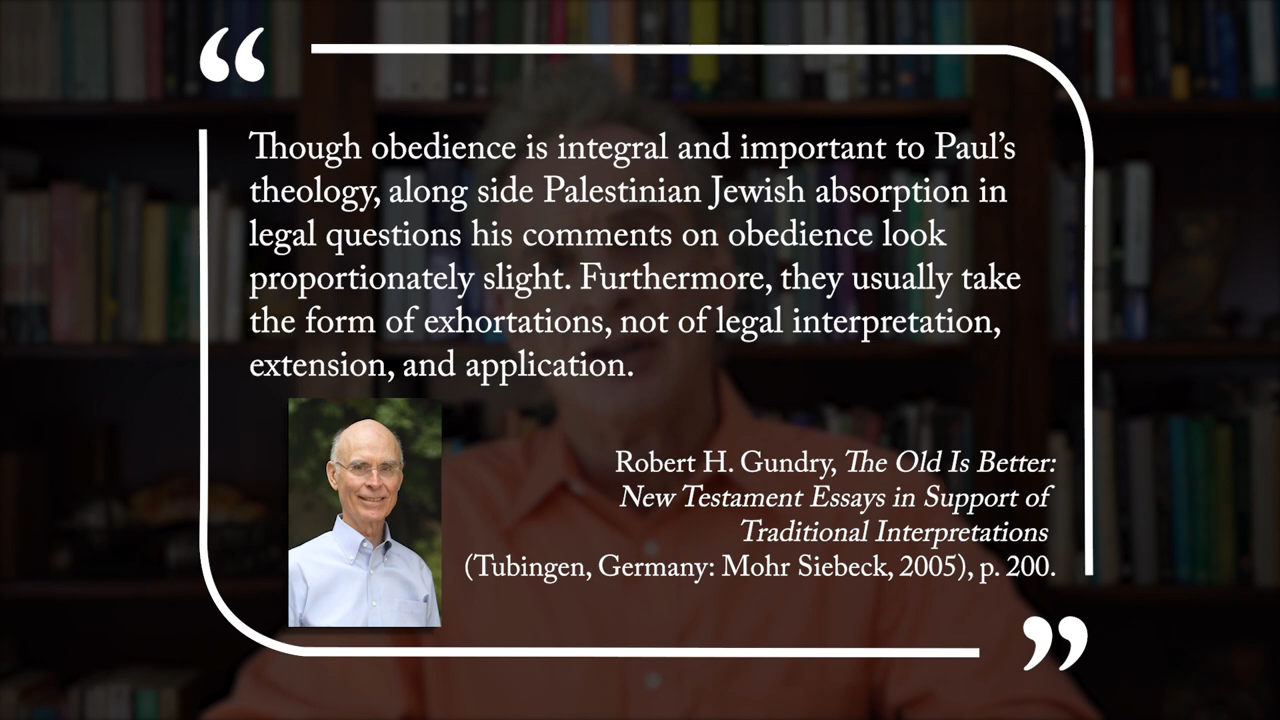 Though obedience is integral and important to Paul's
theology, along side Palestinian Jewish absorption in
legal questions his comments on obedience look
proportionately slight. Furthermore, they usually take
the form of exhortations, not of legal interpretation,
extension, and application.
Robert H. Gundry, The Old Is Better:
New Testament Essays in Support of
Traditional Interpretations
(Tubingen, Germany: Mohr Siebeck, 2005), p. 200.